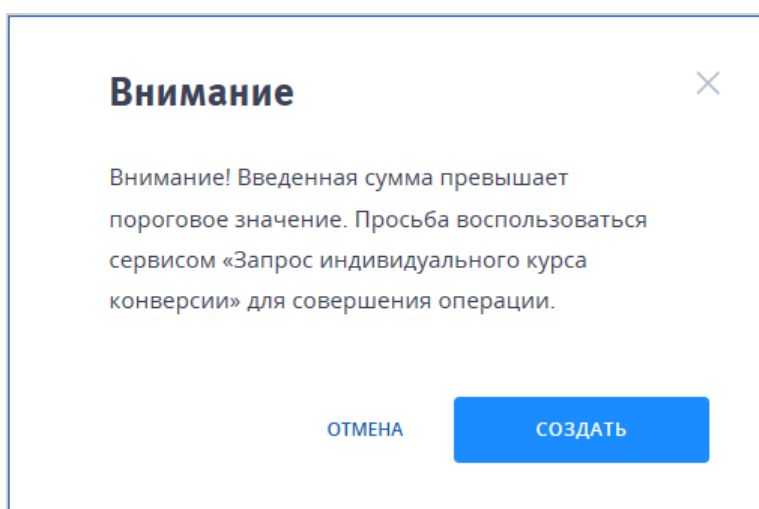 Внимание
Внимание! Введенная сумма превышает
пороговое значение. Просьба воспользоваться
сервисом «Запрос индивидуального курса
конверсии» для совершения операции.
ОТМЕНА СОЗДАТЬ